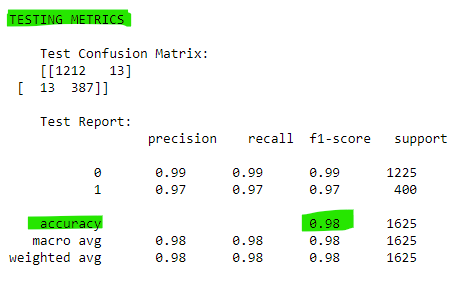 TESTING METRICS
Test Confusion Matrix:
[[1212 13]
[ 13 387]]
Test Report:
precision recall f1-score support
0 0.99 0.99 0.99 1225
1 0.97 0.97 0.97 400
accuracy 0.98 1625
macro avg 0.98 0.98 0.98 1625
weighted avg 0.98 0.98 0.98 1625